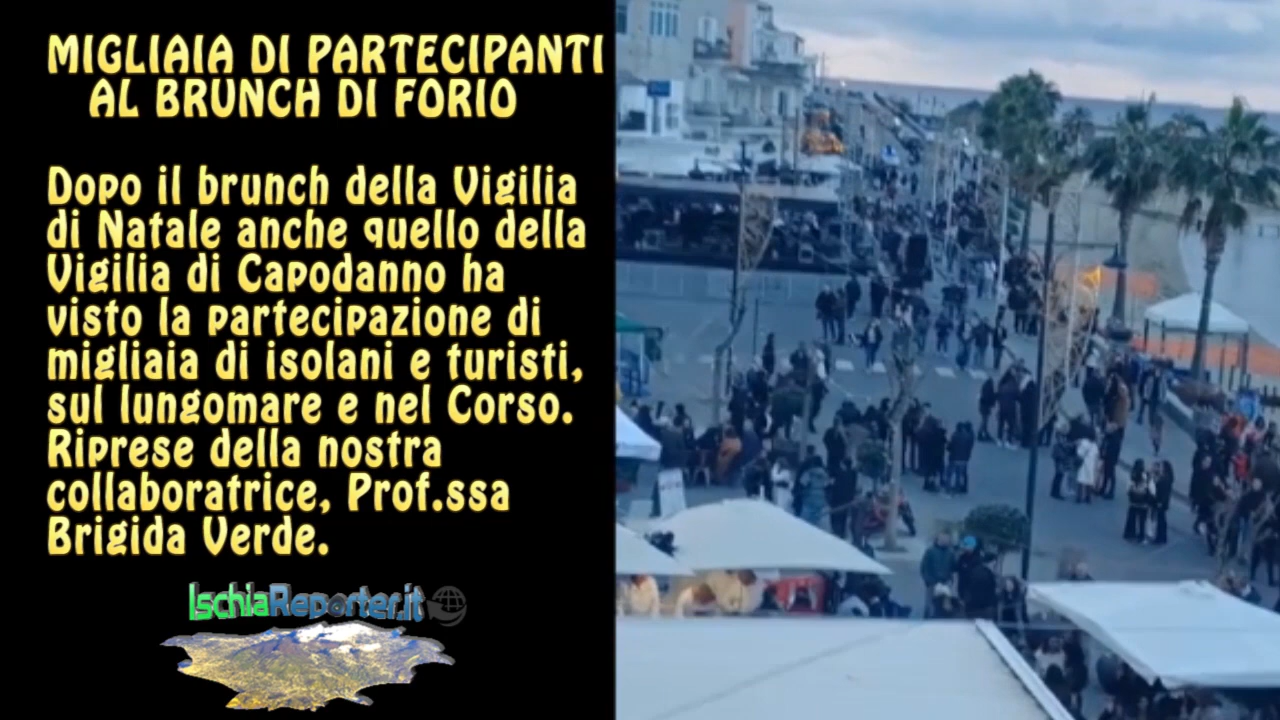 MIGLIAIA DI PARTECIPANTI
AL BRUNCH DI FORIO
Dopo il brunch della Vigilia
di Natale anche quello della
Vigilia di Capodanno ha
visto la partecipazione di
migliaia di isolani e turisti,
sul lungomare e nel Corso.
Riprese della nostra
collaboratrice, Prof.ssa
Brigida Verde.
IschiaReporter.it